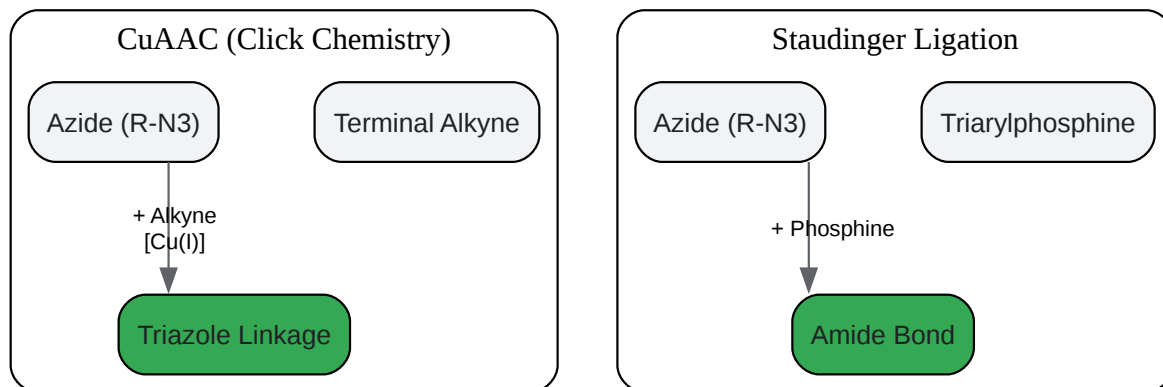 CuAAC (Click Chemistry)
Azide (R-N3)
Terminal Alkyne
+ Alkyne
[Cu(I)]
Triazole Linkage
Staudinger Ligation
Azide (R-N3)
Triarylphosphine
+ Phosphine
Amide Bond